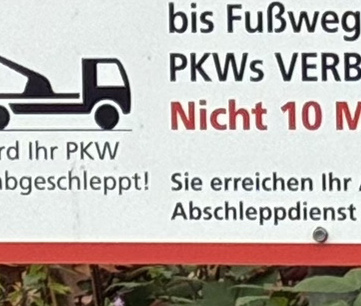 bis Fußweg
PKWs VERB
Nicht 10 M
rd Ihr PKW
abgeschleppt!
Sie erreichen Ihr
Abschleppdienst